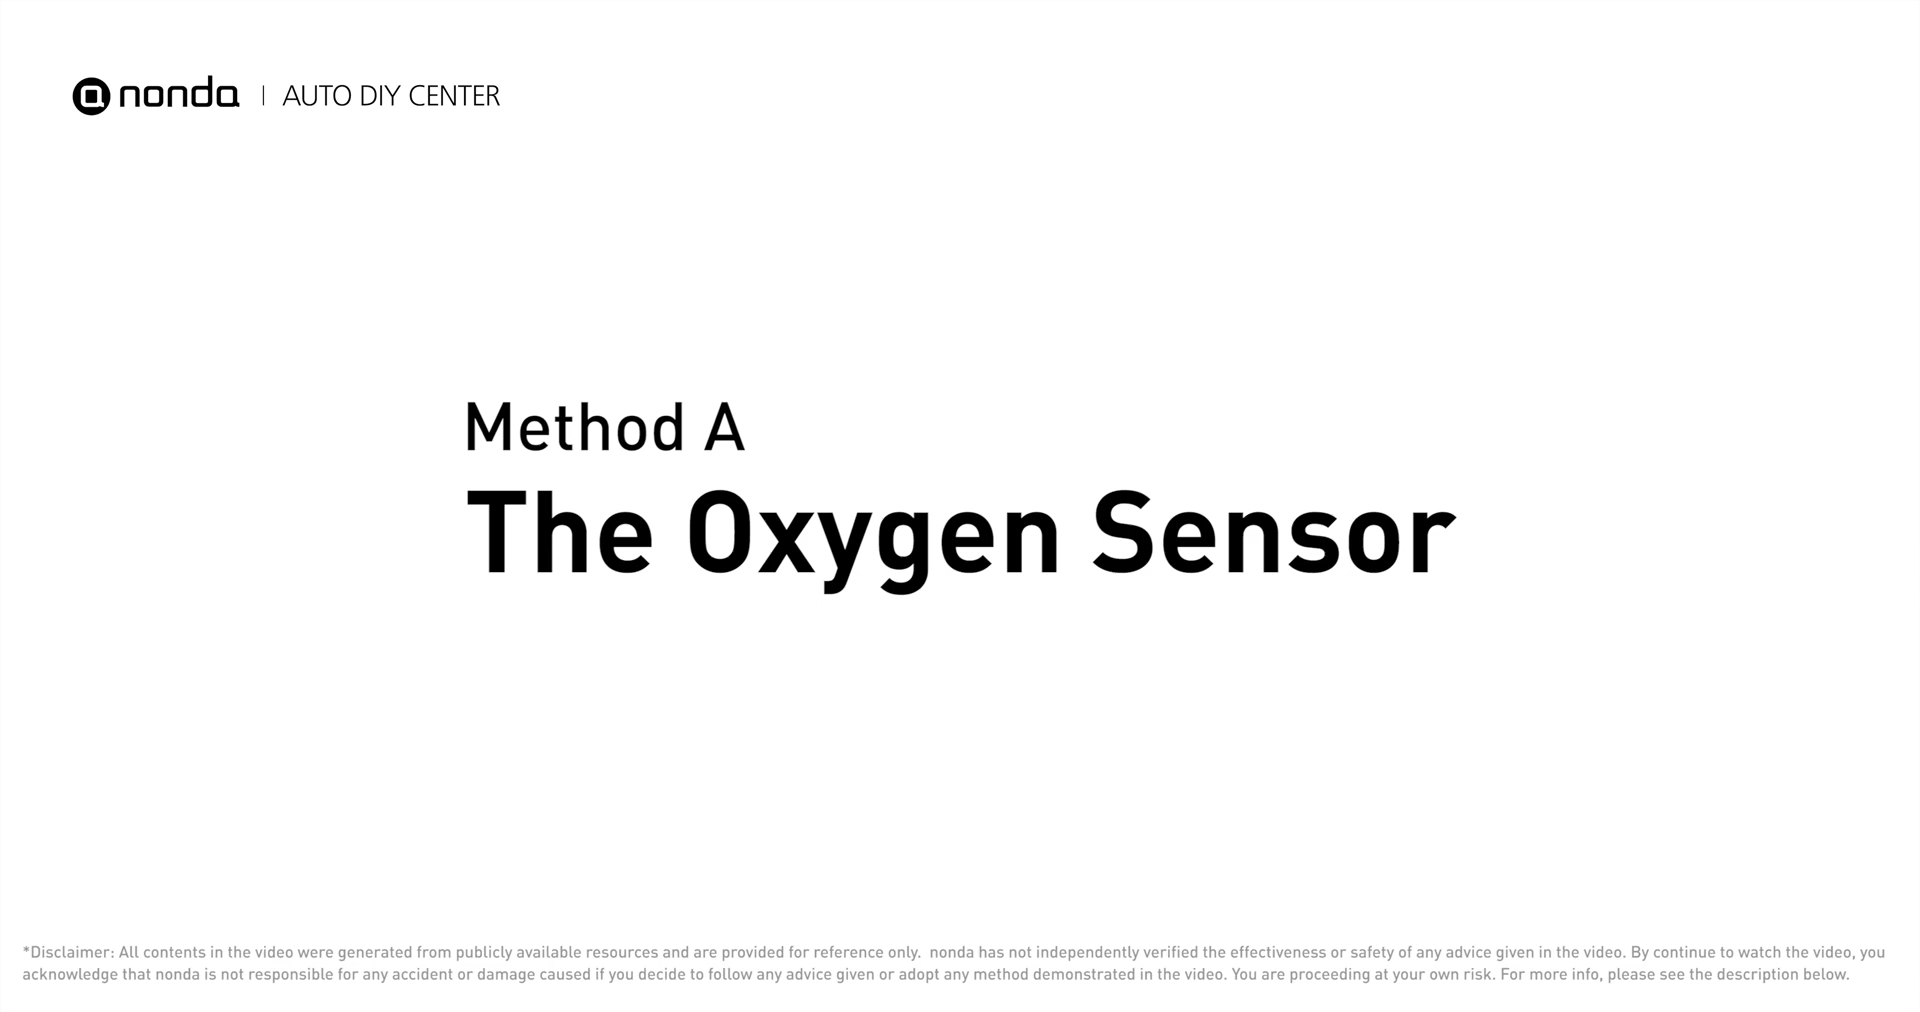 nonda | AUTO DIY CENTER
Method A
The Oxygen Sensor
*Disclaimer: All contents in the video were generated from publicly available resources and are provided for reference only.  nonda has not independently verified the effectiveness or safety of any advice given in the video. By continue to watch the video, you
acknowledge that nonda is not responsible for any accident or damage caused if you decide to follow any advice given or adopt any method demonstrated in the video. You are proceeding at your own risk. For more info, please see the description below.